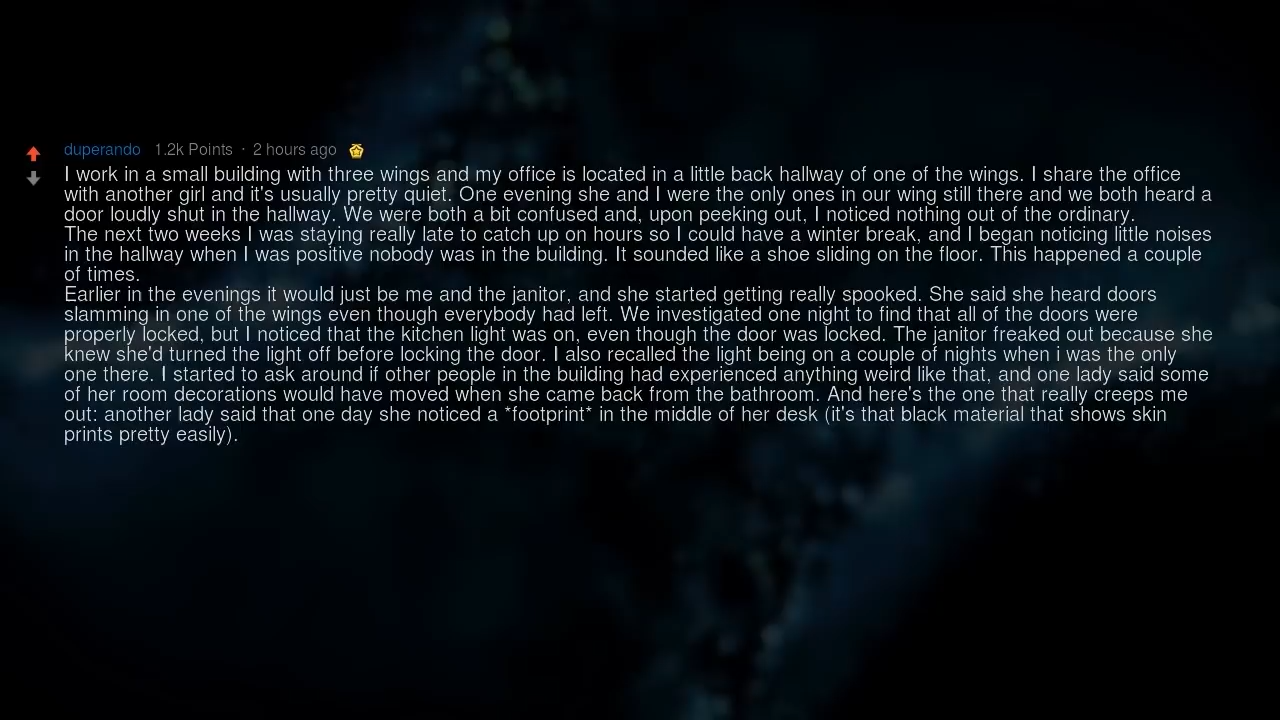 duperando 1.2k Points · 2 hours ago
I work in a small building with three wings and my office is located in a little back hallway of one of the wings. I share the office
with another girl and it's usually pretty quiet. One evening she and I were the only ones in our wing still there and we both heard a
door loudly shut in the hallway. We were both a bit confused and, upon peeking out, I noticed nothing out of the ordinary.
The next two weeks I was staying really late to catch up on hours so I could have a winter break, and I began noticing little noises
in the hallway when I was positive nobody was in the building. It sounded like a shoe sliding on the floor. This happened a couple
of times.
Earlier in the evenings it would just be me and the janitor, and she started getting really spooked. She said she heard doors
slamming in one of the wings even though everybody had left. We investigated one night to find that all of the doors were
properly locked, but I noticed that the kitchen light was on, even though the door was locked. The janitor freaked out because she
knew she'd turned the light off before locking the door. I also recalled the light being on a couple of nights when i was the only
one there. I started to ask around if other people in the building had experienced anything weird like that, and one lady said some
of her room decorations would have moved when she came back from the bathroom. And here's the one that really creeps me
out: another lady said that one day she noticed a *footprint* in the middle of her desk (it's that black material that shows skin
prints pretty easily).